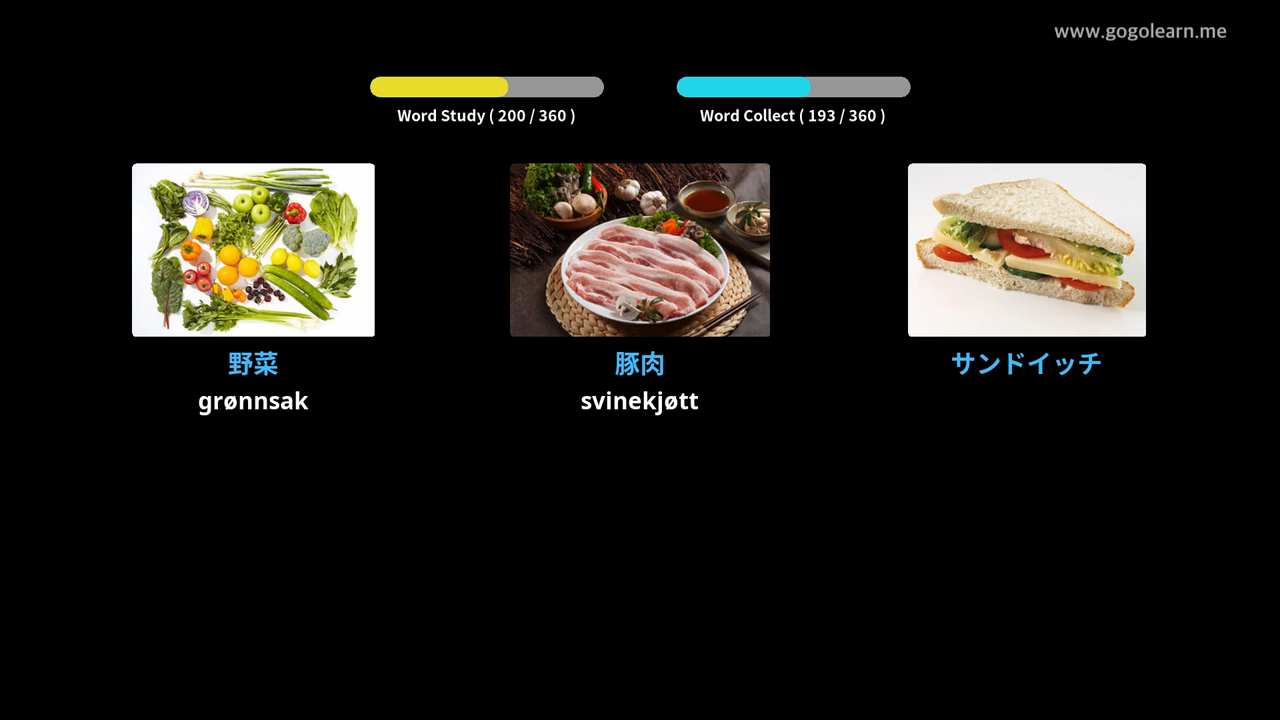 www.gogolearn.me
Word Study ( 200 / 360 )
Word Collect ( 193 / 360 )
野菜
豚肉
サンドイッチ
grønnsak
svinekjøtt